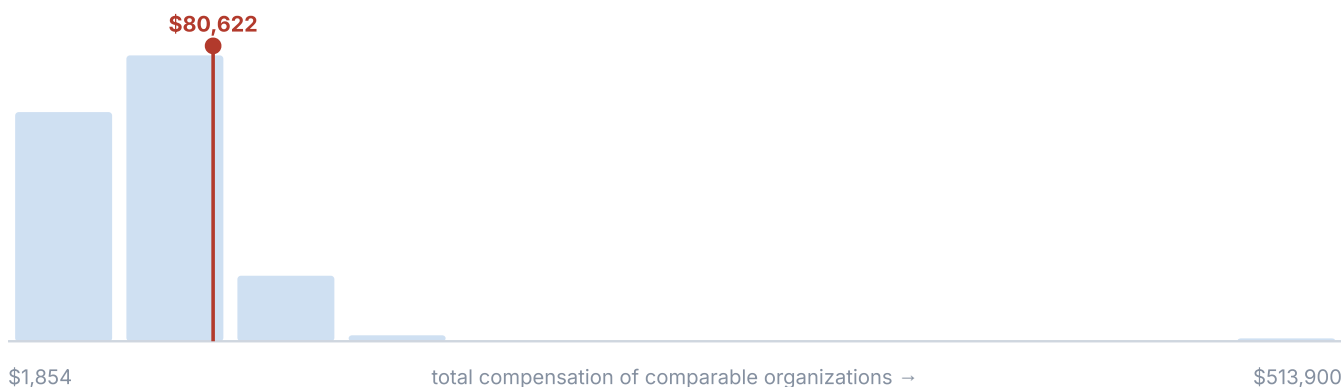 $80,622
$1,854 total compensation of comparable organizations → $513,900